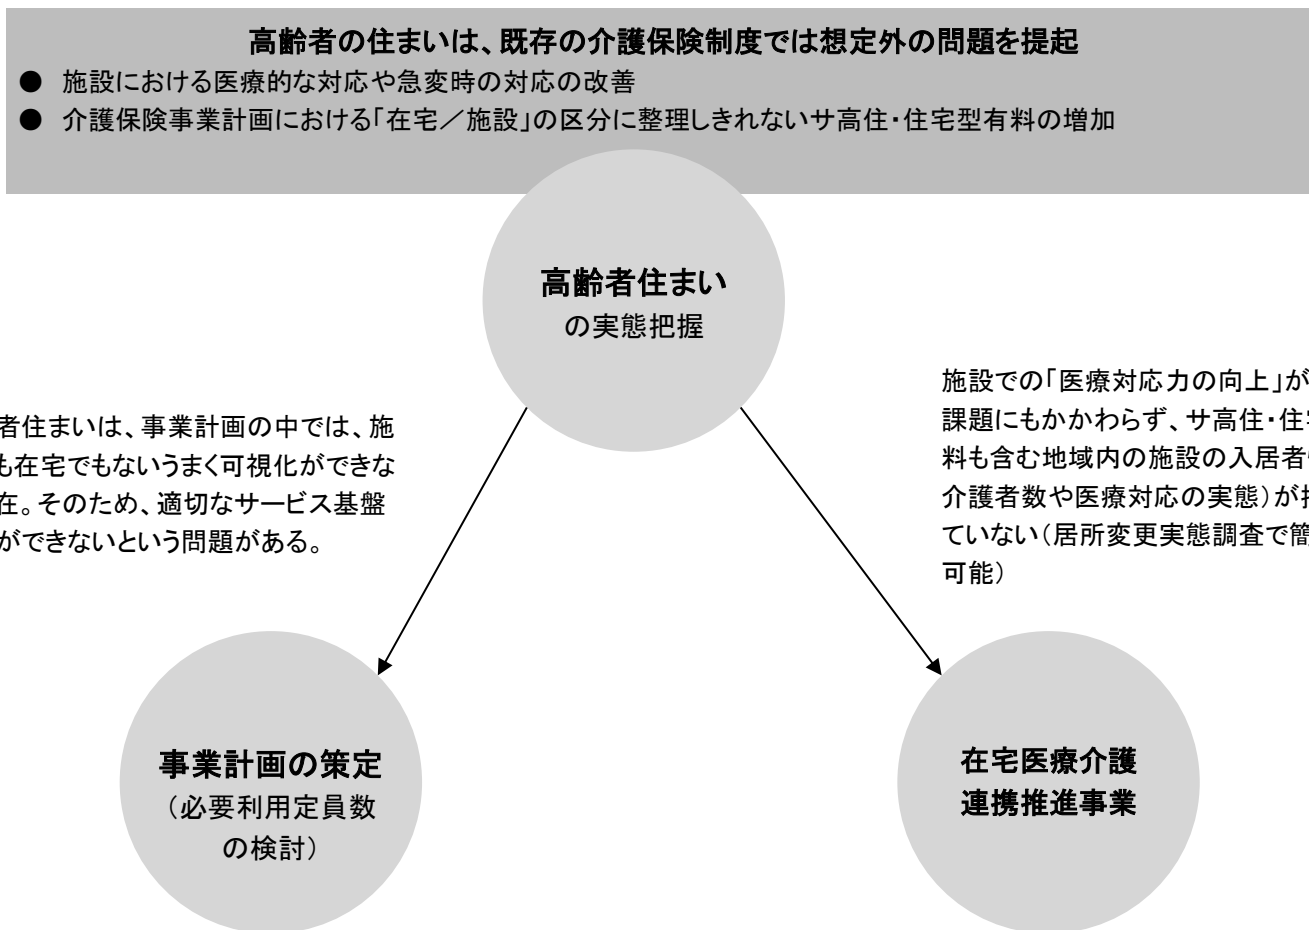 高齢者の住まいは、既存の介護保険制度では想定外の問題を提起
● 施設における医療的な対応や急変時の対応の改善
● 介護保険事業計画における「在宅／施設」の区分に整理しきれないサ高住・住宅型有料の増加
高齢者住まい
の実態把握
者住まいは、事業計画の中では、施
も在宅でもないうまく可視化ができな
在。そのため、適切なサービス基盤
ができないという問題がある。
施設での「医療対応力の向上」が
課題にもかかわらず、サ高住・住宅
料も含む地域内の施設の入居者
介護者数や医療対応の実態）が
ていない（居所変更実態調査で簡
可能）
事業計画の策定
（必要利用定員数
の検討）
在宅医療介護
連携推進事業